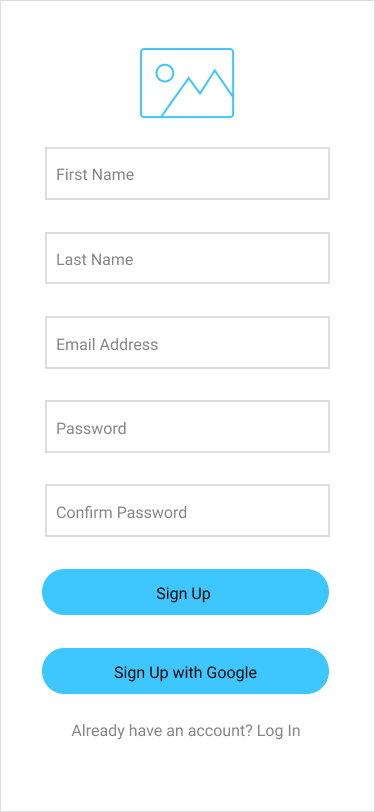 First Name
Last Name
Email Address
Password
Confirm Password
Sign Up
Sign Up with Google
Already have an account? Log In